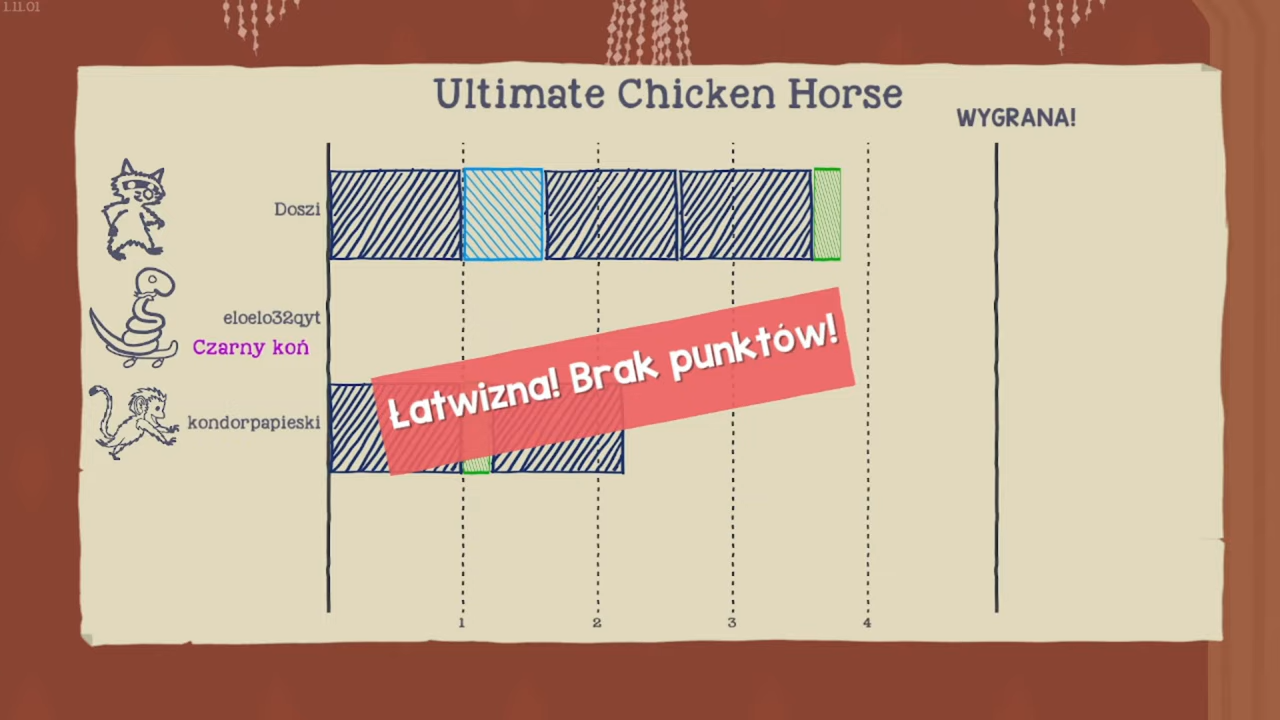 1.11.01
Ultimate Chicken Horse
WYGRANA!
Doszi
eloelo32qyt
Czarny koń
Łatwizna! Brak punktów!
kondorpapieski
1 2 3 4